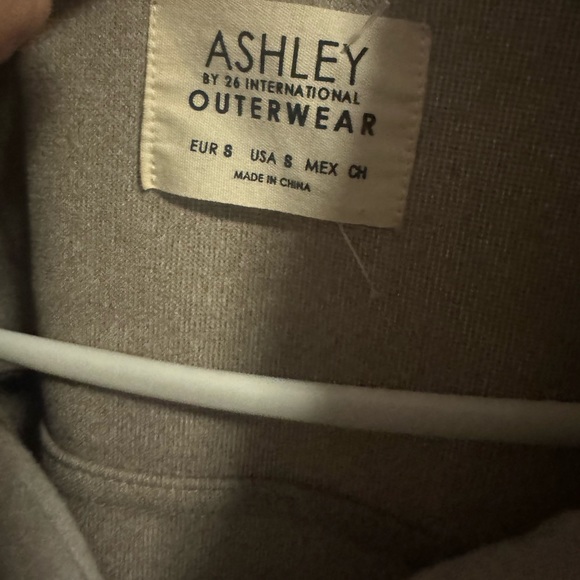 ASHLEY
BY 26 INTERNATIONAL
OUTERWEAR
EUR S USA S MEX CH
MADE IN CHINA